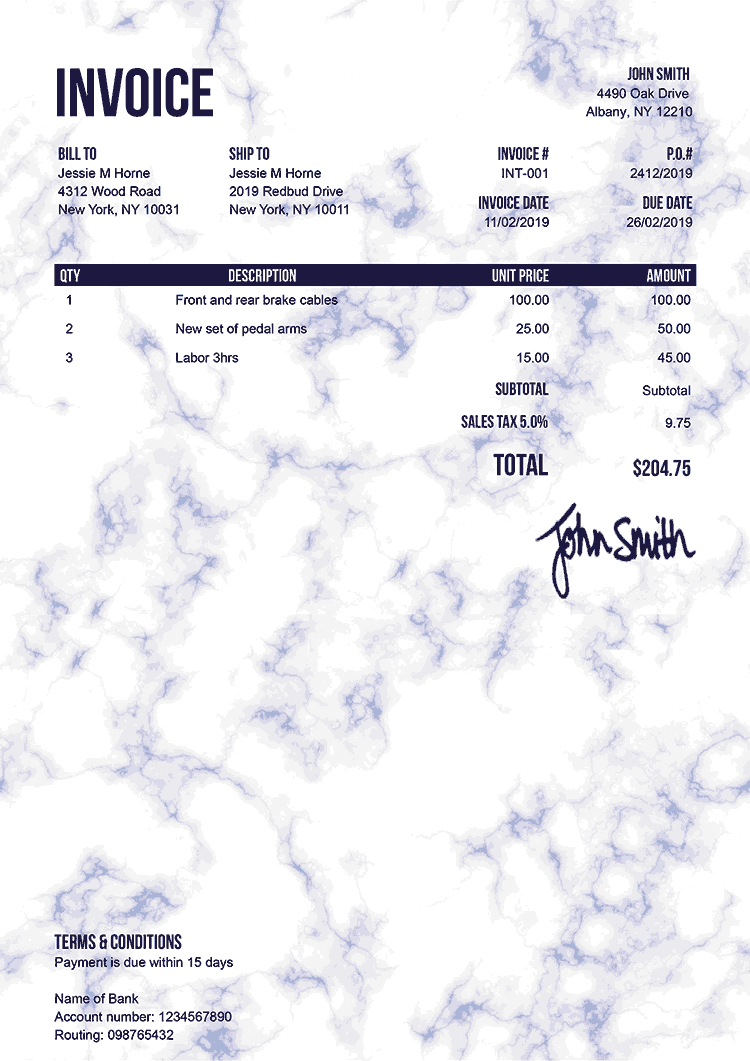 INVOICE
JOHN SMITH
4490 Oak Drive
Albany, NY 12210
BILL TO
Jessie M Horne
4312 Wood Road
New York, NY 10031
SHIP TO
Jessie M Horne
2019 Redbud Drive
New York, NY 10011
INVOICE #
INT-001
INVOICE DATE
11/02/2019
P.O.#
2412/2019
DUE DATE
26/02/2019
QTY DESCRIPTION UNIT PRICE AMOUNT
1 Front and rear brake cables 100.00 100.00
2 New set of pedal arms 25.00 50.00
3 Labor 3hrs 15.00 45.00
SUBTOTAL Subtotal
SALES TAX 5.0% 9.75
TOTAL $204.75
John Smith
TERMS & CONDITIONS
Payment is due within 15 days
Name of Bank
Account number: 1234567890
Routing: 098765432